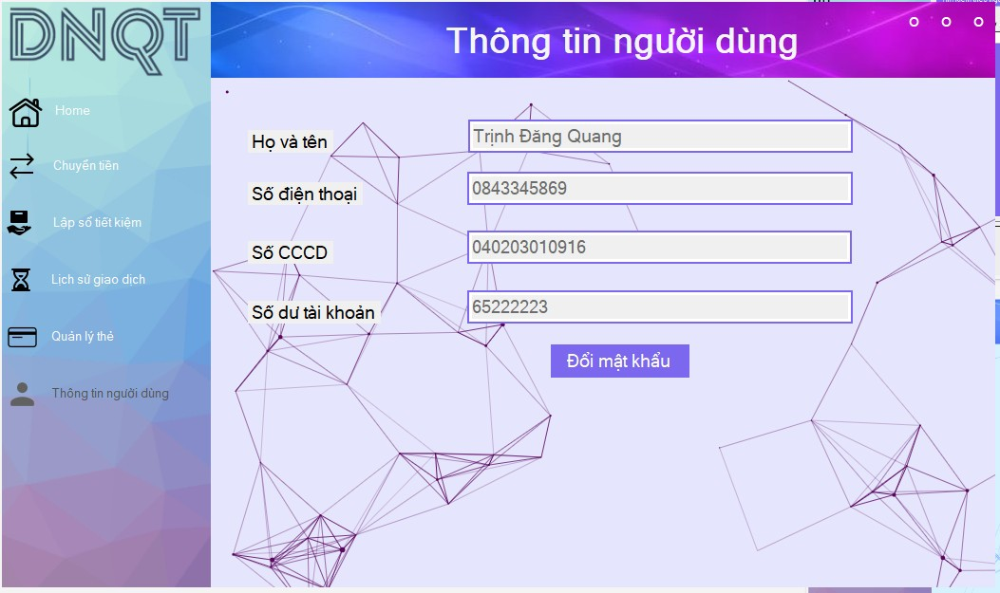 DNQT
Thông tin người dùng
Home
Chuyển tiền
Lập sổ tiết kiệm
Lịch sử giao dịch
Quản lý thẻ
Thông tin người dùng
Họ và tên
Trịnh Đăng Quang
Số điện thoại
0843345869
Số CCCD
040203010916
Số dư tài khoản
65222223
Đổi mật khẩu